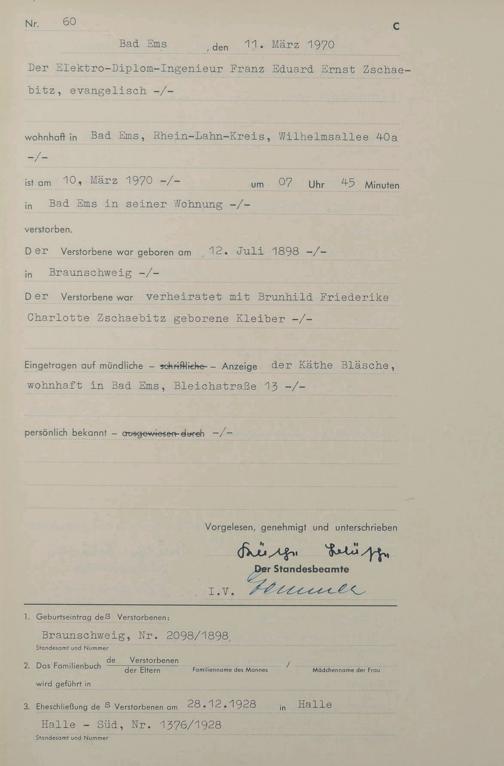 Nr. 60 C
Bad Ems , den 11. März 1970
Der Elektro-Diplom-Ingenieur Franz Eduard Ernst Zschae-
bitz, evangelisch -/-
wohnhaft in Bad Ems, Rhein-Lahn-Kreis, Wilhelmsallee 40a
-/-
ist am 10, März 1970 -/- um 07 Uhr 45 Minuten
in Bad Ems in seiner Wohnung -/-
verstorben.
Der Verstorbene war geboren am 12. Juli 1898 -/-
in Braunschweig -/-
Der Verstorbene war verheiratet mit Brunhild Friederike
Charlotte Zschaebitz geborene Kleiber -/-
Eingetragen auf mündliche – schriftliche – Anzeige der Käthe Bläsche,
wohnhaft in Bad Ems, Bleichstraße 13 -/-
persönlich bekannt – ausgewiesen durch -/-
Vorgelesen, genehmigt und unterschrieben
Käthe Bläsche
Der Standesbeamte
I.V.
1. Geburtseintrag des Verstorbenen:
Braunschweig, Nr. 2098/1898
Standesamt und Nummer
2. Das Familienbuch de Verstorbenen / der Eltern Familienname des Mannes / Mädchenname der Frau
wird geführt in
3. Eheschließung des Verstorbenen am 28.12.1928 in Halle
Halle - Süd, Nr. 1376/1928
Standesamt und Nummer